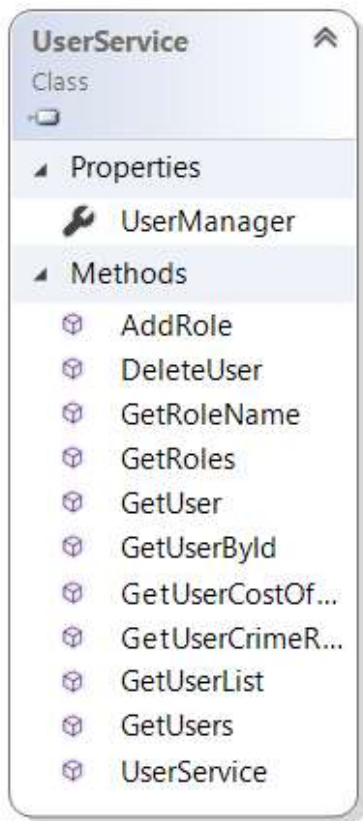 UserService
Class
Properties
UserManager
Methods
AddRole
DeleteUser
GetRoleName
GetRoles
GetUser
GetUserById
GetUserCostOf...
GetUserCrimeR...
GetUserList
GetUsers
UserService